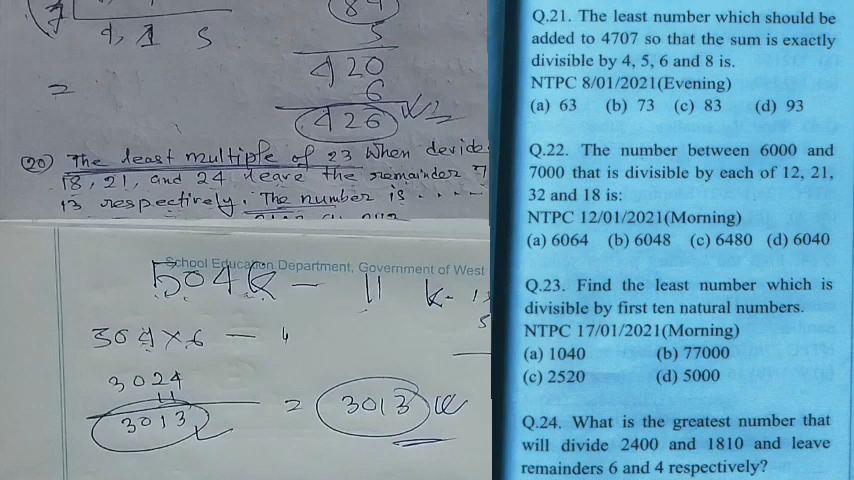 84
4, 1 5
5
420
=
6
426
20 The least multiple of 23 when devide
18, 21, and 24 leave the remainder 7
13 respectively. The number is ....
School Education Department, Government of West
504K - 11
304 x 6 -
3024
11
3013
= 3013
Q.21. The least number which should be
added to 4707 so that the sum is exactly
divisible by 4, 5, 6 and 8 is.
NTPC 8/01/2021(Evening)
(a) 63 (b) 73 (c) 83 (d) 93
Q.22. The number between 6000 and
7000 that is divisible by each of 12, 21,
32 and 18 is:
NTPC 12/01/2021(Morning)
(a) 6064 (b) 6048 (c) 6480 (d) 6040
Q.23. Find the least number which is
divisible by first ten natural numbers.
NTPC 17/01/2021(Morning)
(a) 1040 (b) 77000
(c) 2520 (d) 5000
Q.24. What is the greatest number that
will divide 2400 and 1810 and leave
remainders 6 and 4 respectively?